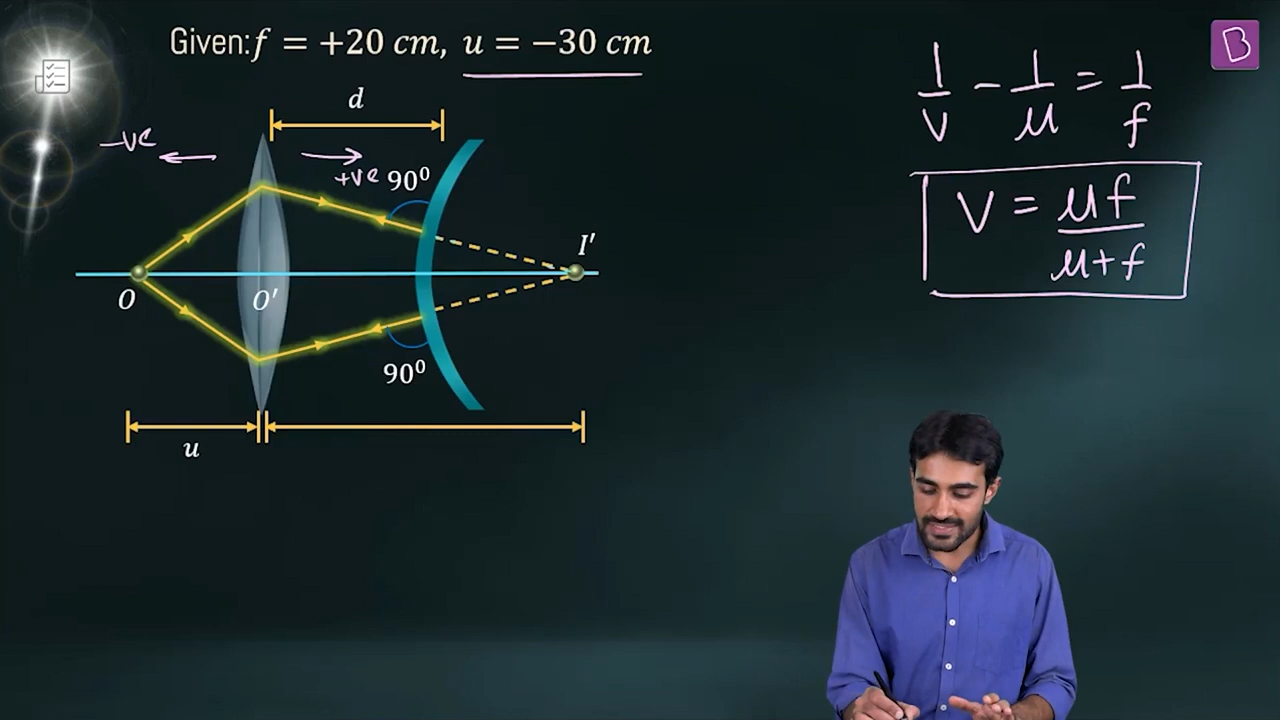 Given: f = +20 cm, u = −30 cm
d
−ve
+ve
90⁰
I'
O
O'
90⁰
u
1/v − 1/u = 1/f
v = uf/u+f
B